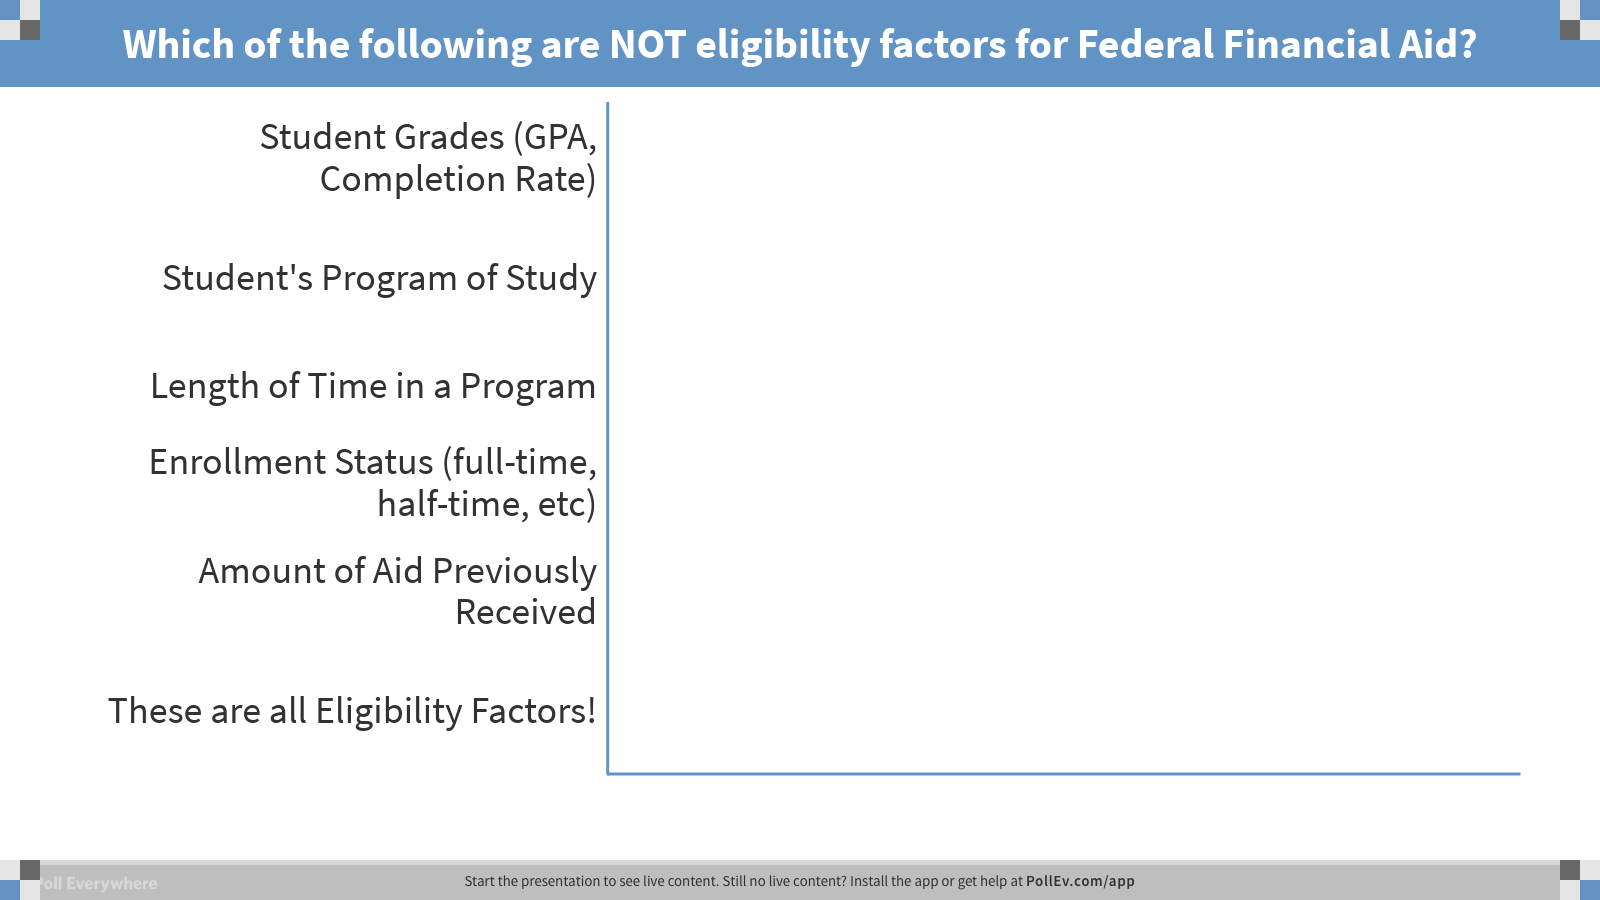 Which of the following are NOT eligibility factors for Federal Financial Aid?
Student Grades (GPA,
Completion Rate)
Student's Program of Study
Length of Time in a Program
Enrollment Status (full-time,
half-time, etc)
Amount of Aid Previously
Received
These are all Eligibility Factors!
Poll Everywhere
Start the presentation to see live content. Still no live content? Install the app or get help at PollEv.com/app